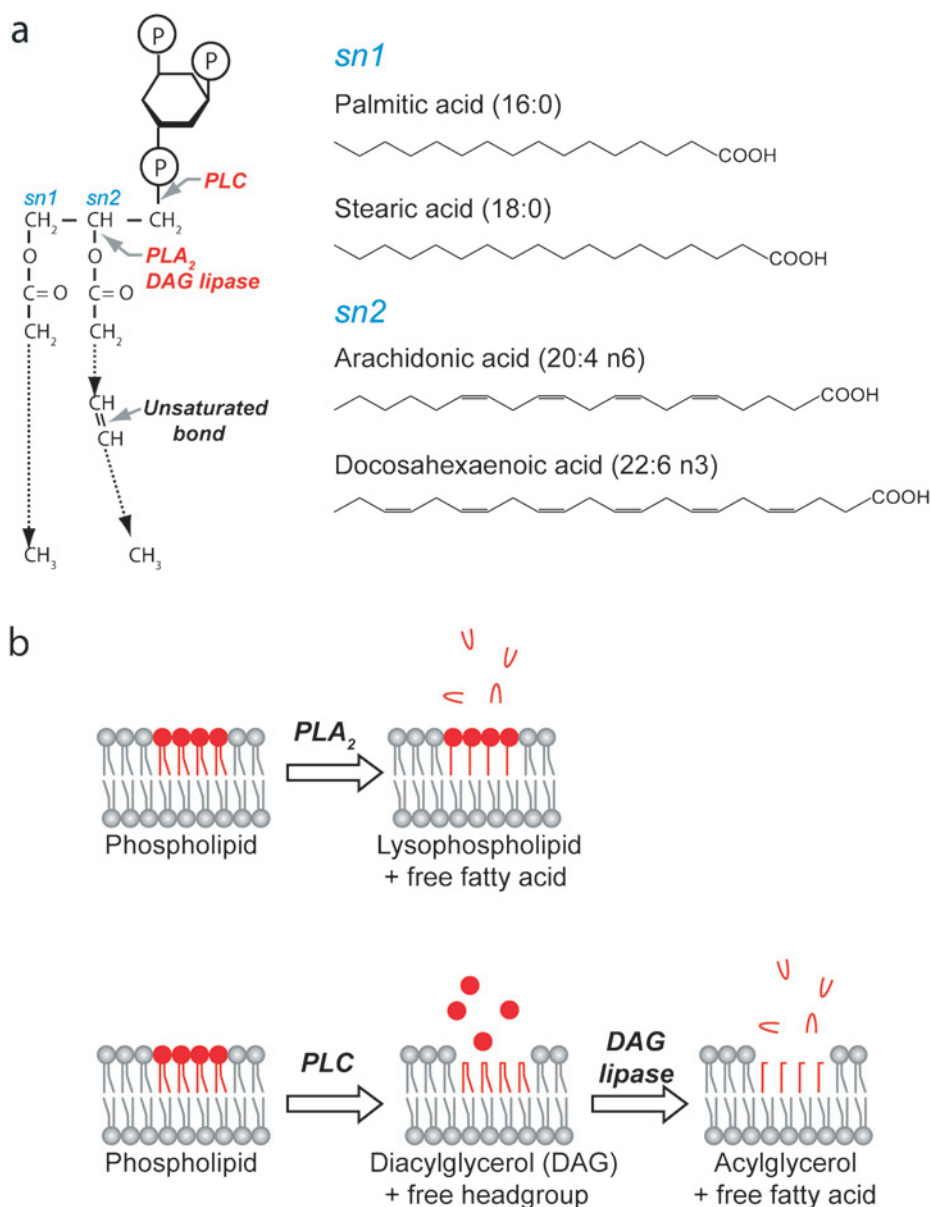 a
P
P
P
PLC
sn1 sn2
CH2 – CH – CH2
O O
PLA2
DAG lipase
C=O C=O
CH2 CH2
CH
CH
Unsaturated
bond
CH3 CH3
sn1
Palmitic acid (16:0)
COOH
Stearic acid (18:0)
COOH
sn2
Arachidonic acid (20:4 n6)
COOH
Docosahexaenoic acid (22:6 n3)
COOH
b
PLA2
Phospholipid
Lysophospholipid
+ free fatty acid
PLC
DAG
lipase
Phospholipid
Diacylglycerol (DAG)
+ free headgroup
Acylglycerol
+ free fatty acid